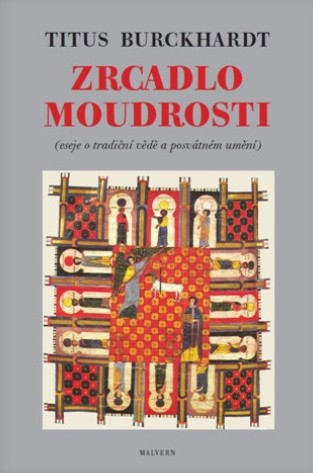 TITUS BURCKHARDT
ZRCADLO
MOUDROSTI
(eseje o tradiční vědě a posvátném umění)
MALVERN